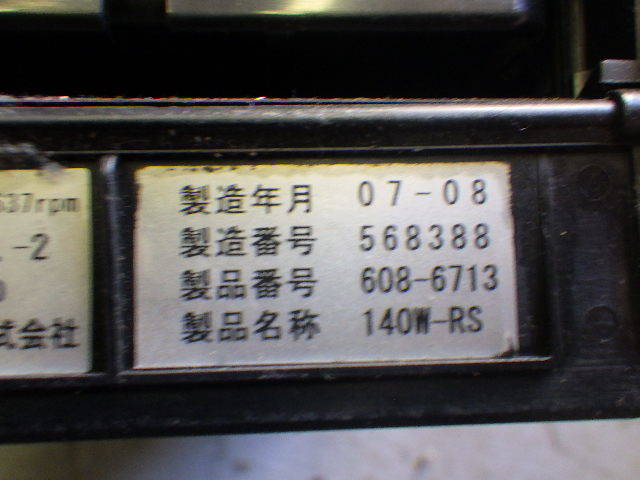 637rpm
-2
式会社
製造年月 07-08
製造番号 568388
製品番号 608-6713
製品名称 140W-RS